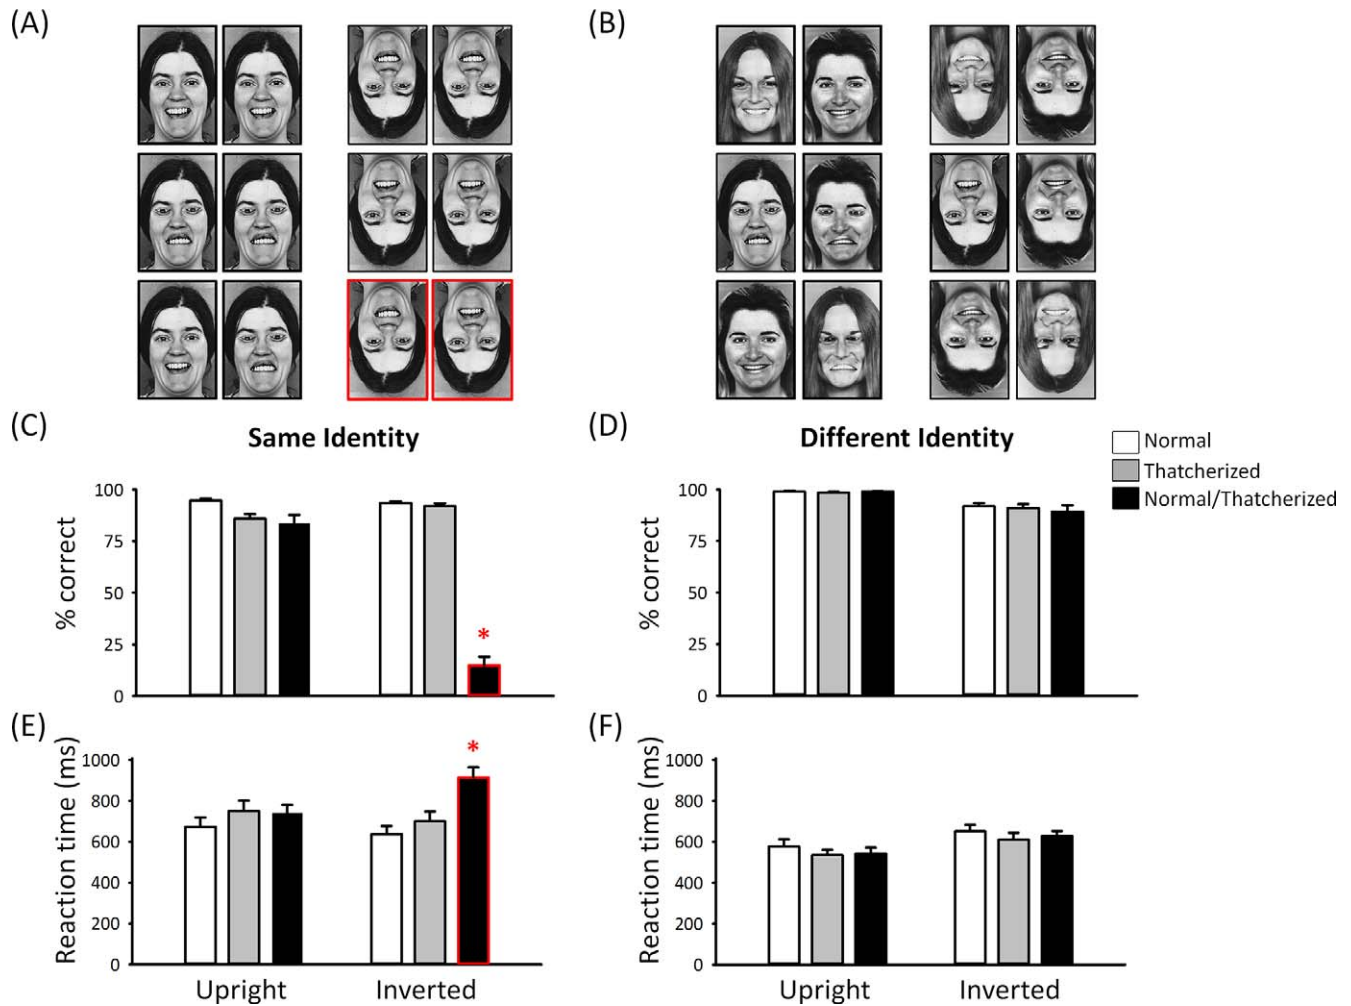 (A)
(B)
(C)
Same Identity
(D)
Different Identity
Normal
Thatcherized
Normal/Thatcherized
% correct
100
75
50
25
0
*
% correct
100
75
50
25
0
(E)
Reaction time (ms)
1000
800
600
400
200
0
*
Upright
Inverted
(F)
Reaction time (ms)
1000
800
600
400
200
0
Upright
Inverted